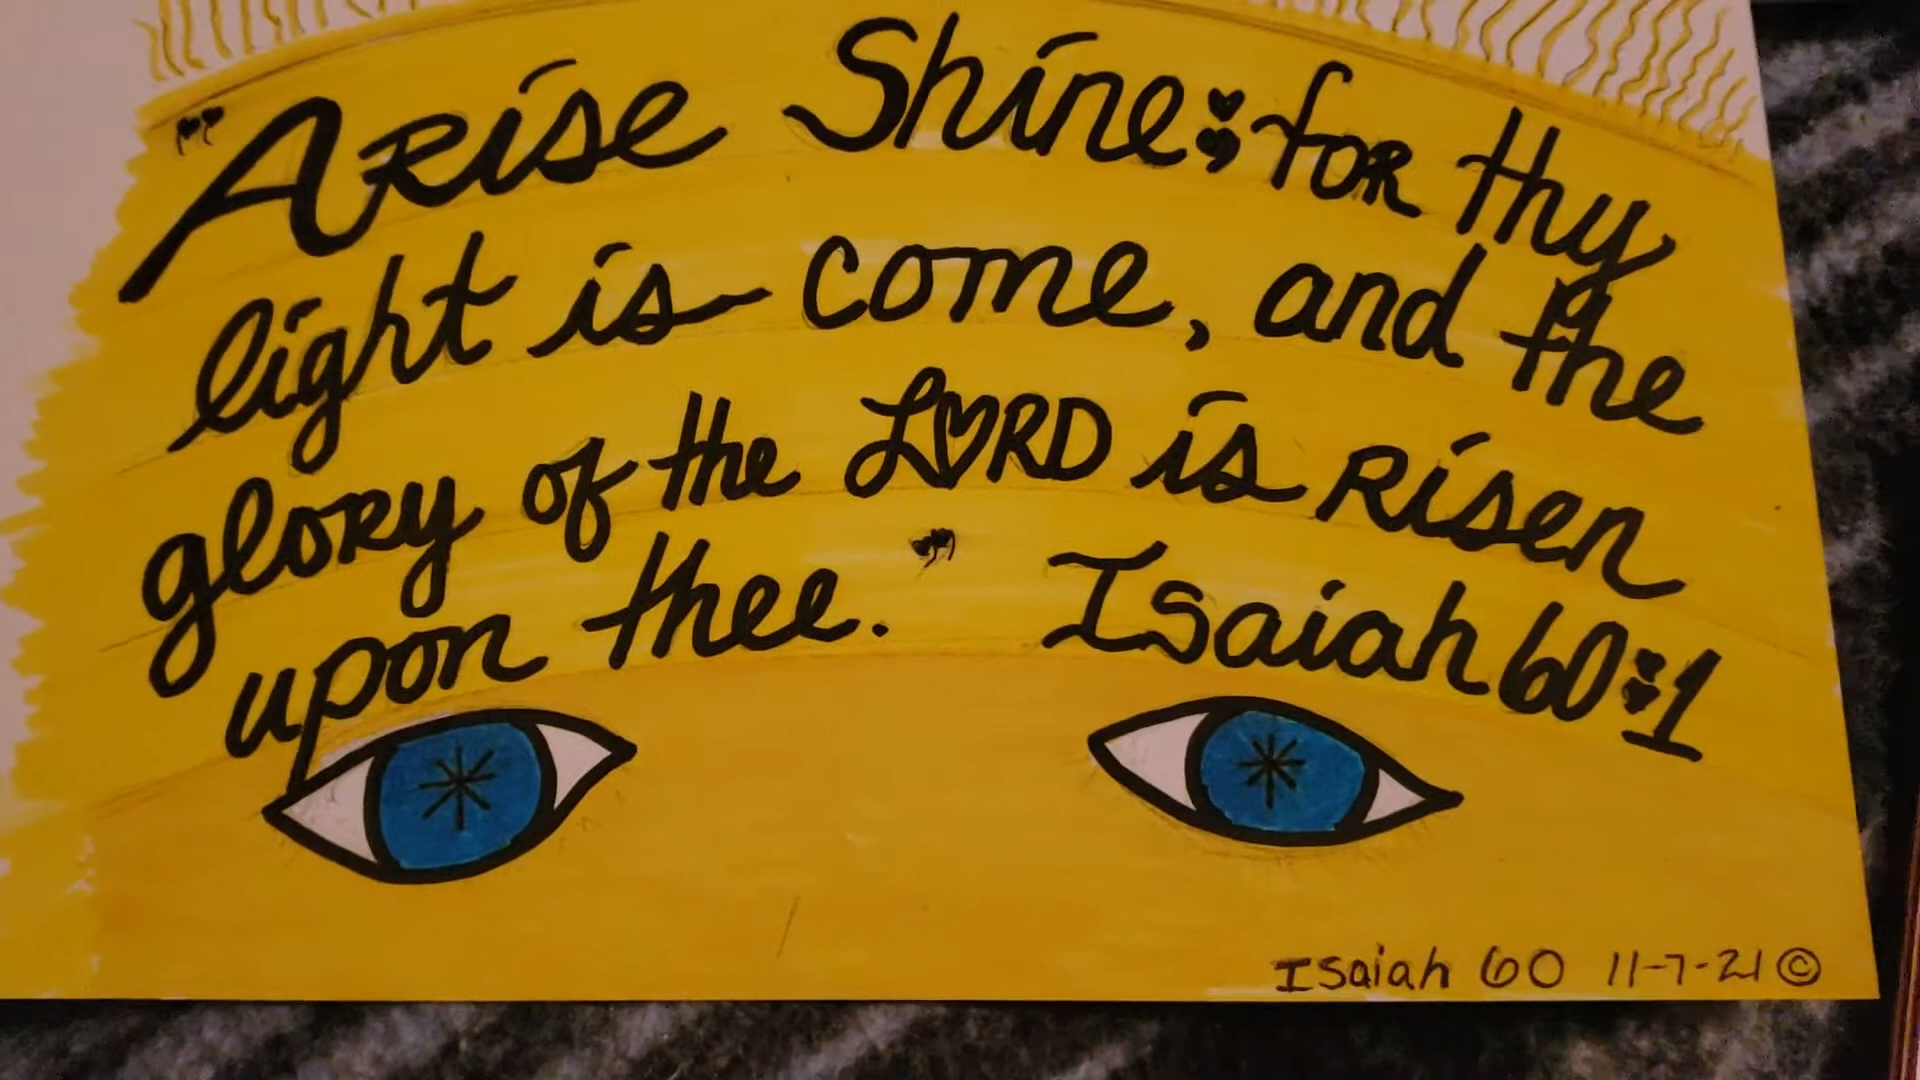 "Arise Shine; for thy
light is come, and the
glory of the LORD is risen
upon thee." Isaiah 60:1
Isaiah 60 11-7-21 ©